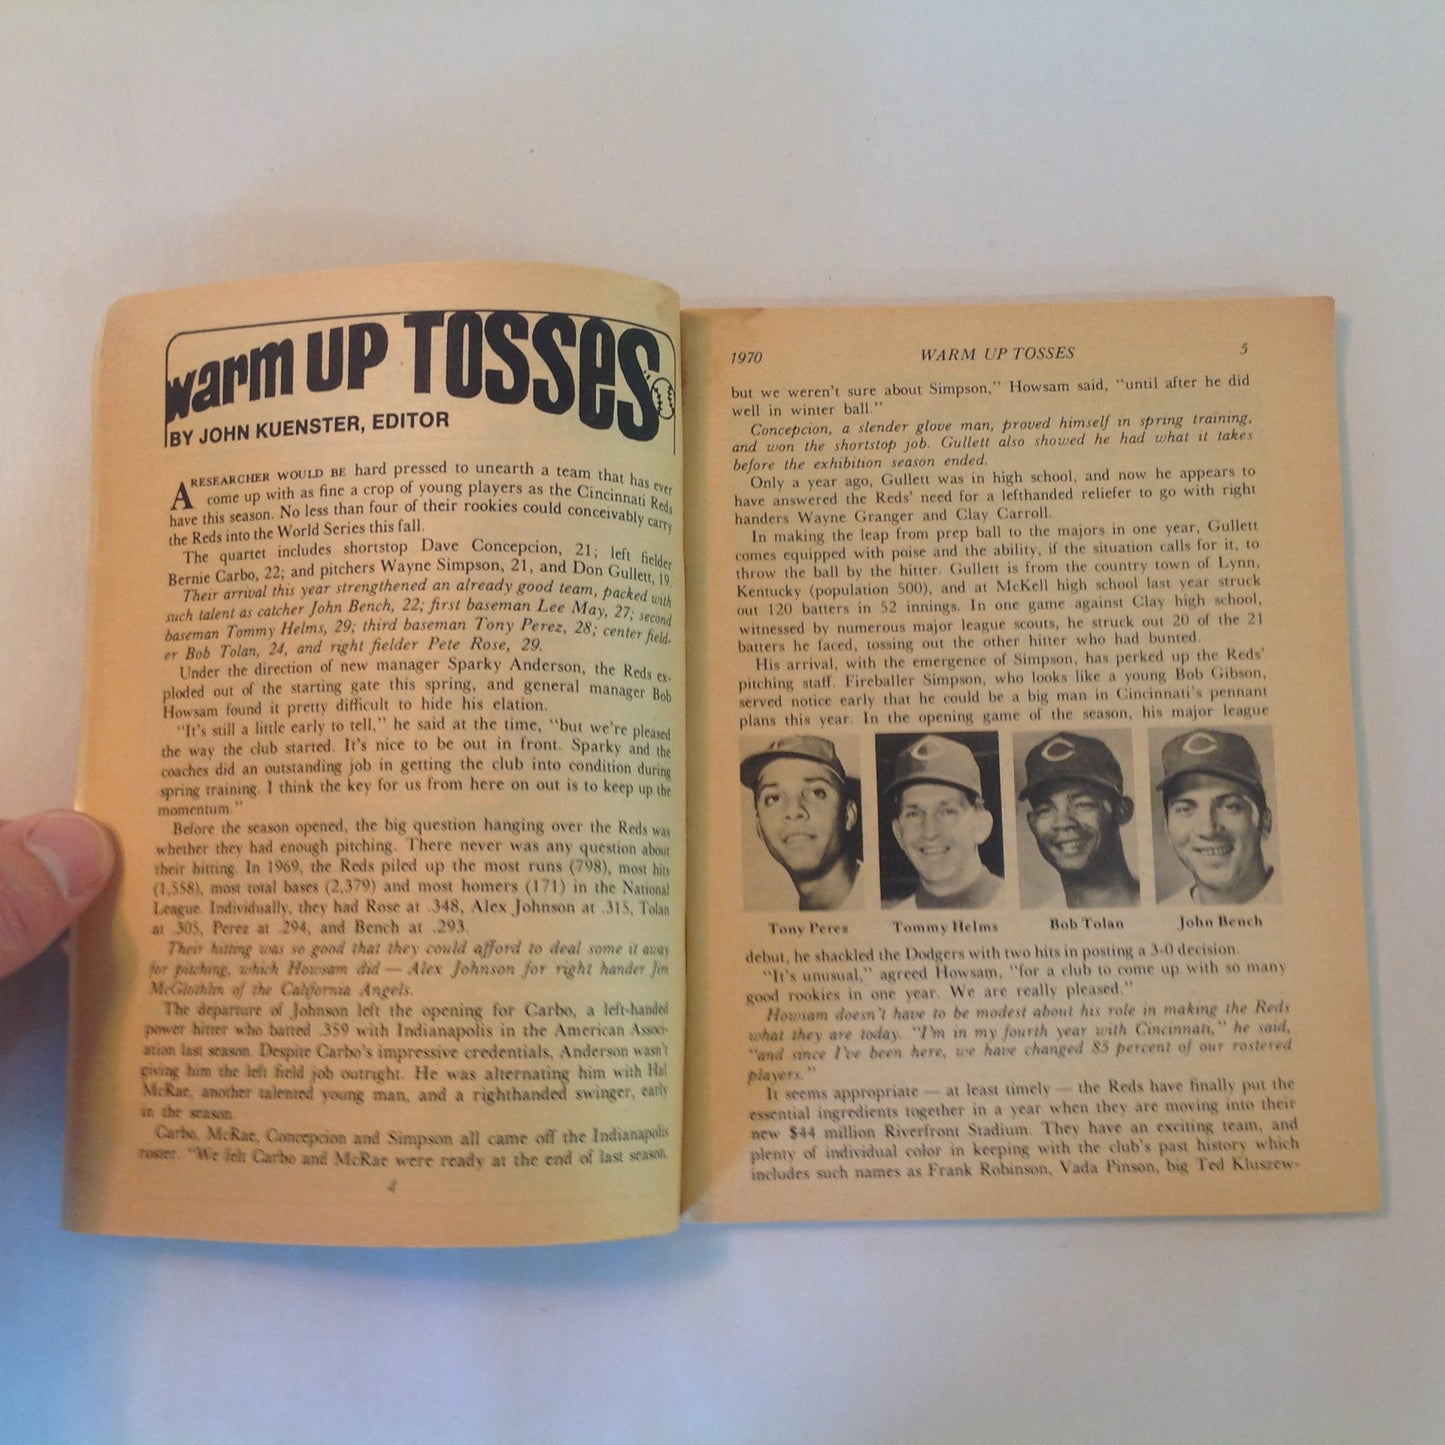 warm UP TOSSES
BY JOHN KUENSTER, EDITOR
A RESEARCHER WOULD BE hard pressed to unearth a team that has ever
come up with as fine a crop of young players as the Cincinnati Reds
have this season. No less than four of their rookies could conceivably carry
the Reds into the World Series this fall.
The quartet includes shortstop Dave Concepcion, 21; left fielder
Bernie Carbo, 22; and pitchers Wayne Simpson, 21, and Don Gullett, 19.
Their arrival this year strengthened an already good team, packed with
such talent as catcher John Bench, 22; first baseman Lee May, 27; second
baseman Tommy Helms, 29; third baseman Tony Perez, 28; center field-
er Bob Tolan, 24, and right fielder Pete Rose, 29.
Under the direction of new manager Sparky Anderson, the Reds ex-
ploded out of the starting gate this spring, and general manager Bob
Howsam found it pretty difficult to hide his elation.
"It's still a little early to tell," he said at the time, "but we're pleased
the way the club started. It's nice to be out in front. Sparky and the
coaches did an outstanding job in getting the club into condition during
spring training. I think the key for us from here on out is to keep up the
momentum."
Before the season opened, the big question hanging over the Reds was
whether they had enough pitching. There never was any question about
their hitting. In 1969, the Reds piled up the most runs (798), most hits
(1,558), most total bases (2,379) and most homers (171) in the National
League. Individually, they had Rose at .348, Alex Johnson at .315, Tolan
at .305, Perez at .294, and Bench at .293.
Their hitting was so good that they could afford to deal some it away
for pitching, which Howsam did — Alex Johnson for right hander Jim
McGlothlin of the California Angels.
The departure of Johnson left the opening for Carbo, a left-handed
power hitter who batted .359 with Indianapolis in the American Associ-
ation last season. Despite Carbo's impressive credentials, Anderson wasn't
giving him the left field job outright. He was alternating him with Hal
McRae, another talented young man, and a righthanded swinger, early
in the season.
Carbo, McRae, Concepcion and Simpson all came off the Indianapolis
roster. "We felt Carbo and McRae were ready at the end of last season,
4
1970 WARM UP TOSSES 5
but we weren't sure about Simpson," Howsam said, "until after he did
well in winter ball."
Concepcion, a slender glove man, proved himself in spring training,
and won the shortstop job. Gullett also showed he had what it takes
before the exhibition season ended.
Only a year ago, Gullett was in high school, and now he appears to
have answered the Reds' need for a lefthanded reliefer to go with right
handers Wayne Granger and Clay Carroll.
In making the leap from prep ball to the majors in one year, Gullett
comes equipped with poise and the ability, if the situation calls for it, to
throw the ball by the hitter. Gullett is from the country town of Lynn,
Kentucky (population 500), and at McKell high school last year struck
out 120 batters in 52 innings. In one game against Clay high school,
witnessed by numerous major league scouts, he struck out 20 of the 21
batters he faced, tossing out the other hitter who had bunted.
His arrival, with the emergence of Simpson, has perked up the Reds'
pitching staff. Fireballer Simpson, who looks like a young Bob Gibson,
served notice early that he could be a big man in Cincinnati's pennant
plans this year. In the opening game of the season, his major league
C C C
Tony Perez Tommy Helms Bob Tolan John Bench
debut, he shackled the Dodgers with two hits in posting a 3-0 decision.
"It's unusual," agreed Howsam, "for a club to come up with so many
good rookies in one year. We are really pleased."
Howsam doesn't have to be modest about his role in making the Reds
what they are today. "I'm in my fourth year with Cincinnati," he said,
"and since I've been here, we have changed 85 percent of our rostered
players."
It seems appropriate — at least timely — the Reds have finally put the
essential ingredients together in a year when they are moving into their
new $44 million Riverfront Stadium. They have an exciting team, and
plenty of individual color in keeping with the club's past history which
includes such names as Frank Robinson, Vada Pinson, big Ted Kluszew-